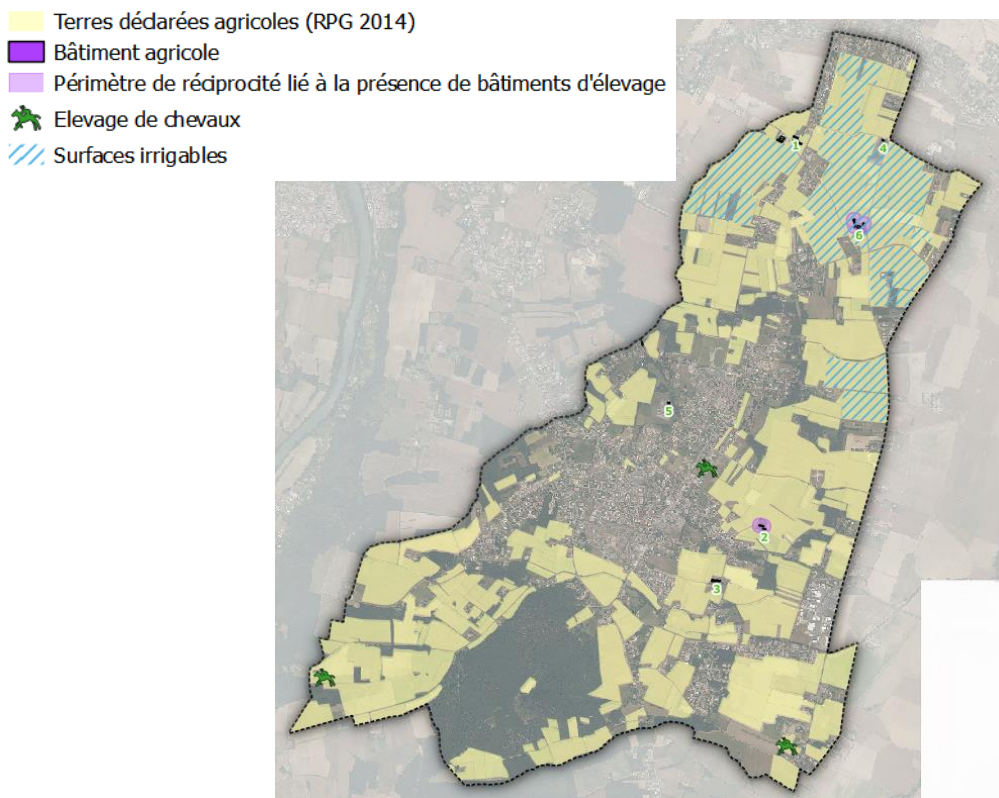 Terres déclarées agricoles (RPG 2014)
Bâtiment agricole
Périmètre de réciprocité lié à la présence de bâtiments d'élevage
Elevage de chevaux
Surfaces irrigables
1
4
6
5
2
3